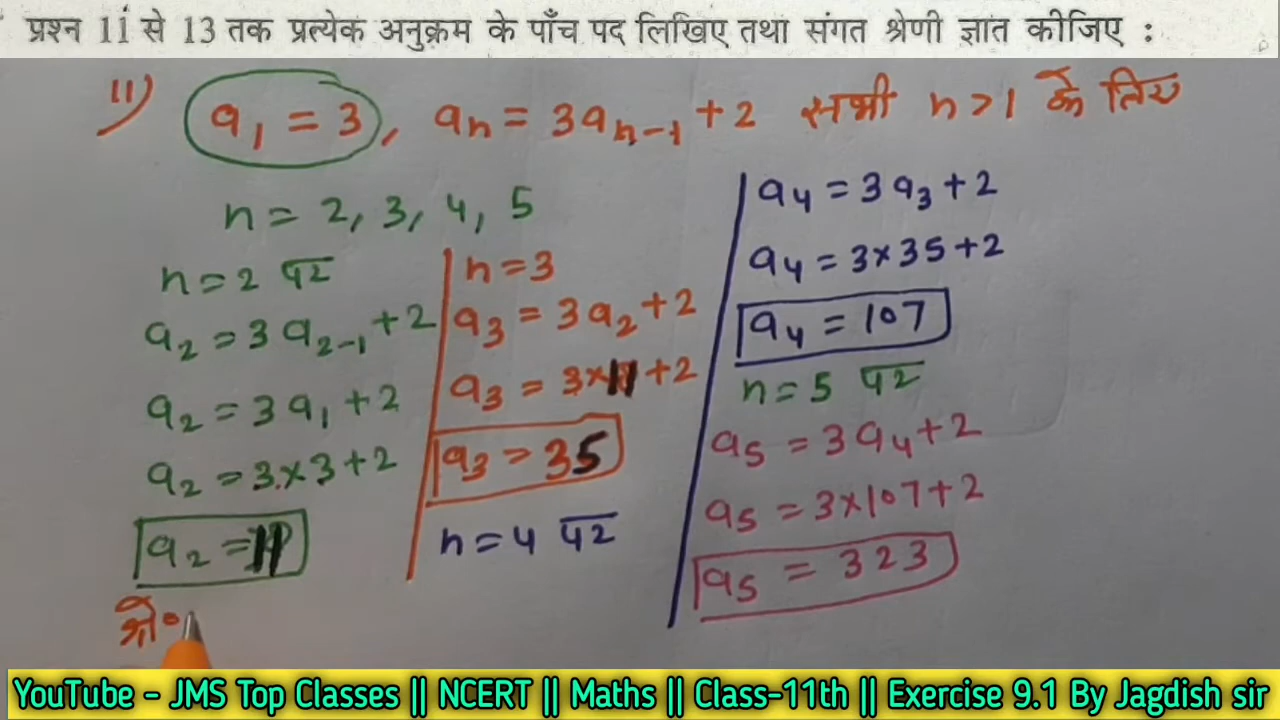 प्रश्न 11 से 13 तक प्रत्येक अनुक्रम के पाँच पद लिखिए तथा संगत श्रेणी ज्ञात कीजिए :
11) a₁ = 3, aₙ = 3aₙ₋₁ + 2 सभी n > 1 के लिए
n = 2, 3, 4, 5
n = 2 पर
a₂ = 3a₂₋₁ + 2
a₂ = 3a₁ + 2
a₂ = 3×3+2
a₂ = 11
n = 3
a₃ = 3a₂ + 2
a₃ = 3×11+2
a₃ = 35
n = 4 पर
a₄ = 3a₃ + 2
a₄ = 3×35+2
a₄ = 107
n = 5 पर
a₅ = 3a₄ + 2
a₅ = 3×107+2
a₅ = 323
YouTube - JMS Top Classes || NCERT || Maths || Class-11th || Exercise 9.1 By Jagdish sir